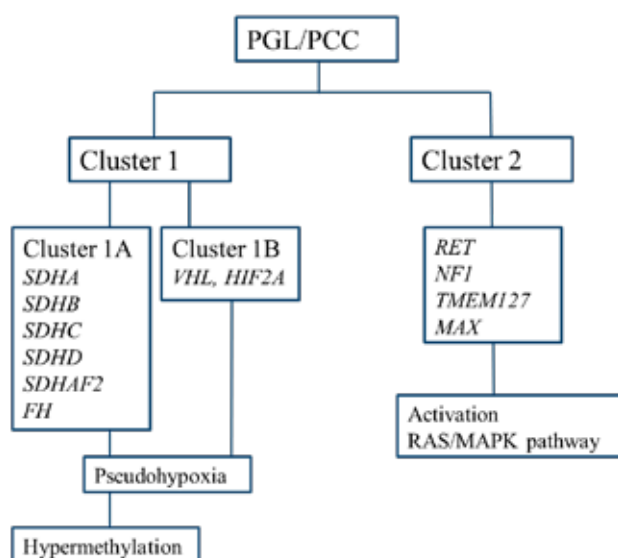 PGL/PCC
Cluster 1
Cluster 2
Cluster 1A
SDHA
SDHB
SDHC
SDHD
SDHAF2
FH
Cluster 1B
VHL, HIF2A
RET
NF1
TMEM127
MAX
Activation
RAS/MAPK pathway
Pseudohypoxia
Hypermethylation